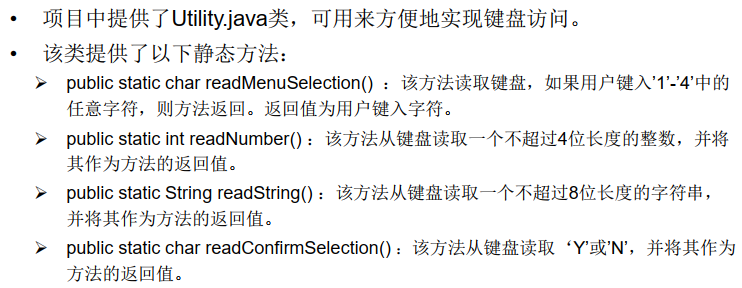 • 项目中提供了Utility.java类，可用来方便地实现键盘访问。
• 该类提供了以下静态方法：
➢ public static char readMenuSelection() ：该方法读取键盘，如果用户键入’1’-’4’中的
任意字符，则方法返回。返回值为用户键入字符。
➢ public static int readNumber() ：该方法从键盘读取一个不超过4位长度的整数，并将
其作为方法的返回值。
➢ public static String readString() ：该方法从键盘读取一个不超过8位长度的字符串，
并将其作为方法的返回值。
➢ public static char readConfirmSelection() ：该方法从键盘读取‘Y’或’N’，并将其作为
方法的返回值。